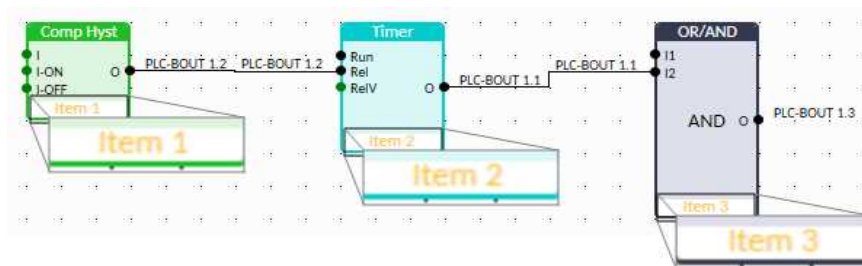 Comp Hyst
I
I-ON O
I-OFF
Item 1
Item 1
PLC-BOUT 1.2 PLC-BOUT 1.2
Timer
Run
Rel
RelV O
Item 2
Item 2
PLC-BOUT 1.1 PLC-BOUT 1.1
OR/AND
I1
I2
AND O
PLC-BOUT 1.3
Item 3
Item 3